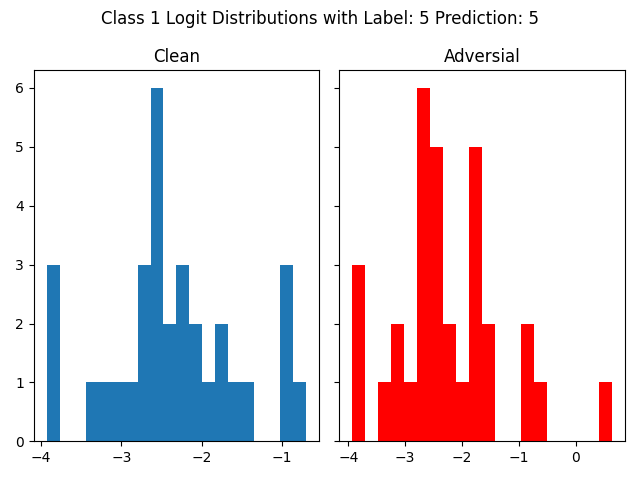 Class 1 Logit Distributions with Label: 5 Prediction: 5
Clean
Adversial
6
5
4
3
2
1
0
−4 −3 −2 −1
−4 −3 −2 −1 0